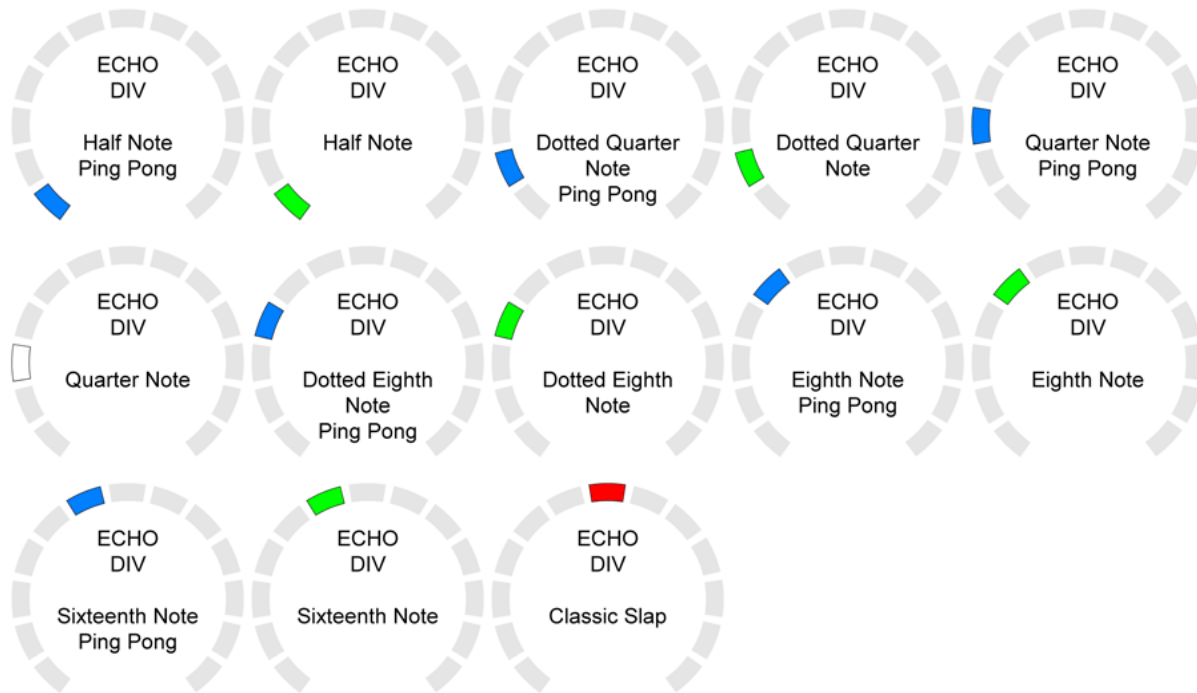 ECHO
DIV
Half Note
Ping Pong
ECHO
DIV
Half Note
ECHO
DIV
Dotted Quarter
Note
Ping Pong
ECHO
DIV
Dotted Quarter
Note
ECHO
DIV
Quarter Note
Ping Pong
ECHO
DIV
Quarter Note
ECHO
DIV
Dotted Eighth
Note
Ping Pong
ECHO
DIV
Dotted Eighth
Note
ECHO
DIV
Eighth Note
Ping Pong
ECHO
DIV
Eighth Note
ECHO
DIV
Sixteenth Note
Ping Pong
ECHO
DIV
Sixteenth Note
ECHO
DIV
Classic Slap